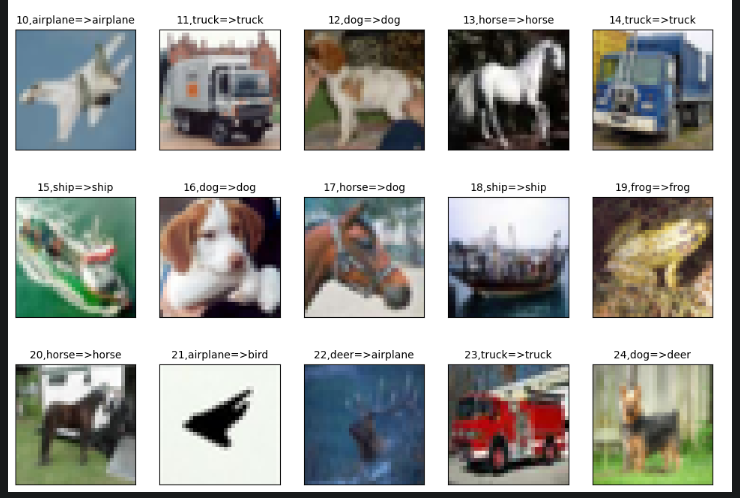 10,airplane=>airplane 11,truck=>truck 12,dog=>dog 13,horse=>horse 14,truck=>truck
15,ship=>ship 16,dog=>dog 17,horse=>dog 18,ship=>ship 19,frog=>frog
20,horse=>horse 21,airplane=>bird 22,deer=>airplane 23,truck=>truck 24,dog=>deer